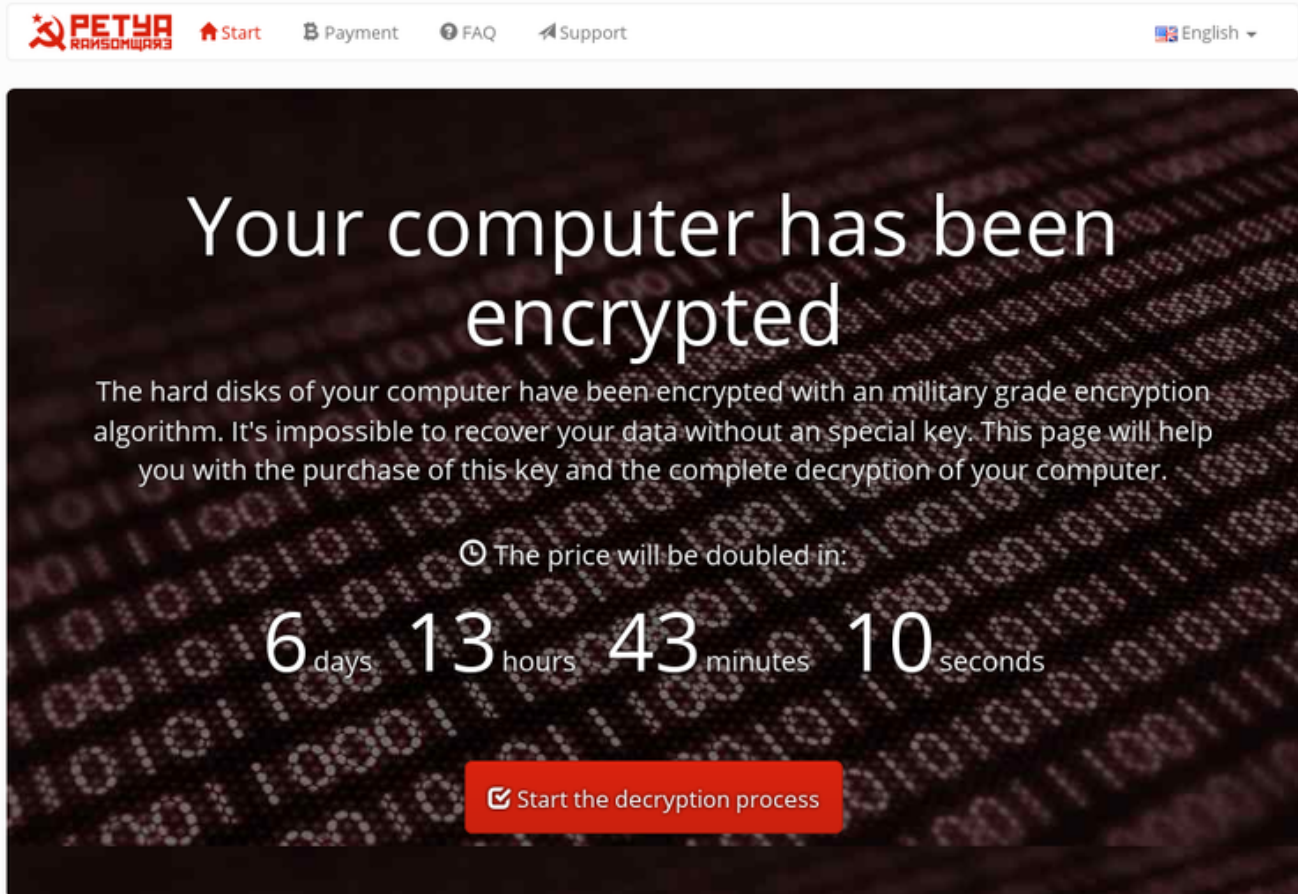 PETYA
RANSOMWAR3
Start
Payment
FAQ
Support
English
Your computer has been
encrypted
The hard disks of your computer have been encrypted with an military grade encryption
algorithm. It's impossible to recover your data without an special key. This page will help
you with the purchase of this key and the complete decryption of your computer.
The price will be doubled in:
6 days 13 hours 43 minutes 10 seconds
Start the decryption process